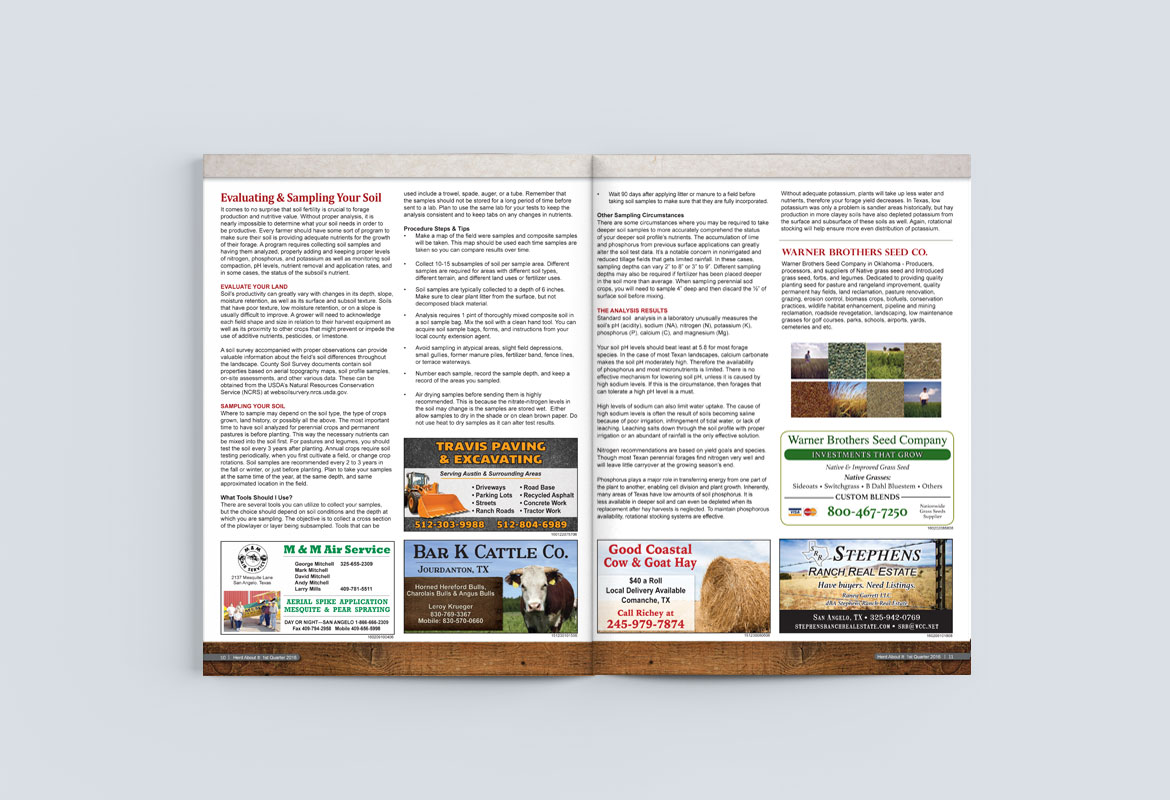 Evaluating & Sampling Your Soil
It comes to no surprise that soil fertility is crucial to forage
production and nutritive value. Without proper analysis, it is
nearly impossible to determine what your soil needs in order to
be productive. Every farmer should have some sort of program to
make sure their soil is providing adequate nutrients for the growth
of their forage. A program requires collecting soil samples and
having them analyzed, properly adding and keeping proper levels
of nitrogen, phosphorus, and potassium as well as monitoring soil
compaction, pH levels, nutrient removal and application rates, and
in some cases, the status of the subsoil's nutrient.
EVALUATE YOUR LAND
Soil's productivity can greatly vary with changes in its depth, slope,
moisture retention, as well as its surface and subsoil texture. Soils
that have poor texture, low moisture retention, or on a slope is
usually difficult to improve. A grower will need to acknowledge
each field shape and size in relation to their harvest equipment as
well as its proximity to other crops that might prevent or impede the
use of additive nutrients, pesticides, or limestone.
A soil survey accompanied with proper observations can provide
valuable information about the field's soil differences throughout
the landscape. County Soil Survey documents contain soil
properties based on aerial topography maps, soil profile samples,
on-site assessments, and other various data. These can be
obtained from the USDA's Natural Resources Conservation
Service (NCRS) at websoilsurvey.nrcs.usda.gov.
SAMPLING YOUR SOIL
Where to sample may depend on the soil type, the type of crops
grown, land history, or possibly all the above. The most important
time to have soil analyzed for perennial crops and permanent
pastures is before planting. This way the necessary nutrients can
be mixed into the soil first. For pastures and legumes, you should
test the soil every 3 years after planting. Annual crops require soil
testing periodically, when you first cultivate a field, or change crop
rotations. Soil samples are recommended every 2 to 3 years in
the fall or winter, or just before planting. Plan to take your samples
at the same time of the year, at the same depth, and same
approximated location in the field.
What Tools Should I Use?
There are several tools you can utilize to collect your samples,
but the choice should depend on soil conditions and the depth at
which you are sampling. The objective is to collect a cross section
of the plowlayer or layer being subsampled. Tools that can be
used include a trowel, spade, auger, or a tube. Remember that
the samples should not be stored for a long period of time before
sent to a lab. Plan to use the same lab for your tests to keep the
analysis consistent and to keep tabs on any changes in nutrients.
Procedure Steps & Tips
• Make a map of the field were samples and composite samples
will be taken. This map should be used each time samples are
taken so you can compare results over time.
• Collect 10-15 subsamples of soil per sample area. Different
samples are required for areas with different soil types,
different terrain, and different land uses or fertilizer uses.
• Soil samples are typically collected to a depth of 6 inches.
Make sure to clear plant litter from the surface, but not
decomposed black material
• Analysis requires 1 pint of thoroughly mixed composite soil in
a soil sample bag. Mix the soil with a clean hand tool. You can
acquire soil sample bags, forms, and instructions from your
local county extension agent.
• Avoid sampling in atypical areas, slight field depressions,
small gullies, former manure piles, fertilizer band, fence lines,
or terrace waterways.
• Number each sample, record the sample depth, and keep a
record of the areas you sampled.
• Air drying samples before sending them is highly
recommended. This is because the nitrate-nitrogen levels in
the soil may change is the samples are stored wet. Either
allow samples to dry in the shade or on clean brown paper. Do
not use heat to dry samples as it can alter test results.
TRAVIS PAVING
& EXCAVATING
Serving Austin & Surrounding Areas
• Driveways • Road Base
• Parking Lots • Recycled Asphalt
• Streets • Concrete Work
• Ranch Roads • Tractor Work
512-303-9988 512-804-6989
M & M Air Service
M & M
AIR SERVICE
2137 Mesquite Lane
San Angelo, Texas
George Mitchell 325-655-2309
Mark Mitchell
David Mitchell
Andy Mitchell
Larry Mills 409-781-5511
AERIAL SPIKE APPLICATION
MESQUITE & PEAR SPRAYING
DAY OR NIGHT—SAN ANGELO 1-866-655-2309
Fax 409-794-2958 Mobile 409-656-5998
BAR K CATTLE CO.
JOURDANTON, TX
Horned Hereford Bulls,
Charolais Bulls & Angus Bulls
Leroy Krueger
830-769-3367
Mobile: 830-570-0660
10 | Herd About It 1st Quarter 2018
• Wait 90 days after applying litter or manure to a field before
taking soil samples to make sure that they are fully incorporated.
Other Sampling Circumstances
There are some circumstances where you may be required to take
deeper soil samples to more accurately comprehend the status
of your deeper soil profile's nutrients. The accumulation of lime
and phosphorus from previous surface applications can greatly
alter the soil test data. It's a notable concern in nonirrigated and
reduced tillage fields that gets limited rainfall. In these cases,
sampling depths can vary 2" to 8" or 3" to 9". Different sampling
depths may also be required if fertilizer has been placed deeper
in the soil more than average. When sampling perennial sod
crops, you will need to sample 4" deep and then discard the ½" of
surface soil before mixing.
THE ANALYSIS RESULTS
Standard soil analysis in a laboratory unusually measures the
soil's pH (acidity), sodium (NA), nitrogen (N), potassium (K),
phosphorus (P), calcium (C), and magnesium (Mg).
Your soil pH levels should beat least at 5.8 for most forage
species. In the case of most Texas landscapes, calcium carbonate
makes the soil pH moderately high. Therefore the availability
of phosphorus and most micronutrients is limited. There is no
effective mechanism for lowering soil pH, unless it is caused by
high sodium levels. If this is the circumstance, then forages that
can tolerate a high pH level is a must.
High levels of sodium can also limit water uptake. The cause of
high sodium levels is often the result of soils becoming saline
because of poor irrigation, infringement of tidal water, or lack of
leaching. Leaching salts down through the soil profile with proper
irrigation or an abundant of rainfall is the only effective solution.
Nitrogen recommendations are based on yield goals and species.
Though most Texan perennial forages find nitrogen very well and
will leave little carryover at the growing season's end.
Phosphorus plays a major role in transferring energy from one part of
the plant to another, enabling cell division and plant growth. Inherently,
many areas of Texas have low amounts of soil phosphorus. It is
less available in deeper soil and can even be depleted when its
replacement after hay harvests is neglected. To maintain phosphorous
availability, rotational stocking systems are effective.
Good Coastal
Cow & Goat Hay
$40 a Roll
Local Delivery Available
Comanche, TX
Call Richey at
245-979-7874
Without adequate potassium, plants will take up less water and
nutrients, therefore your forage yield decreases. In Texas, low
potassium was only a problem is sandier areas historically, but hay
production in more clayey soils have also depleted potassium from
the surface and subsurface of these soils as well. Again, rotational
stocking will help ensure more even distribution of potassium.
WARNER BROTHERS SEED CO.
Warner Brothers Seed Company in Oklahoma - Producers,
processors, and suppliers of Native grass seed and Introduced
grass seed, forbs, and legumes. Dedicated to providing quality
planting seed for pasture and rangeland improvement, quality
permanent hay fields, land reclamation, pasture renovation,
grazing, erosion control, biomass crops, biofuels, conservation
practices, wildlife habitat enhancement, pipeline and mining
reclamation, roadside revegetation, landscaping, low maintenance
grasses for golf courses, parks, schools, airports, yards,
cemeteries and etc.
Warner Brothers Seed Company
INVESTMENTS THAT GROW
Native & Improved Grass Seed
Native Grasses:
Sideoats • Switchgrass • B Dahl Bluestem • Others
CUSTOM BLENDS
VISA
800-467-7250
Nationwide
Grass Seeds
Supplier
STEPHENS
RANCH REAL ESTATE
Have buyers. Need Listings.
Raney Garrett LLC
dba Stephens Ranch Real Estate
SAN ANGELO, TX • 325-942-0769
STEPHENSRANCHREALESTATE.COM • SRB@WCC.NET
Herd About It 1st Quarter 2018 | 11